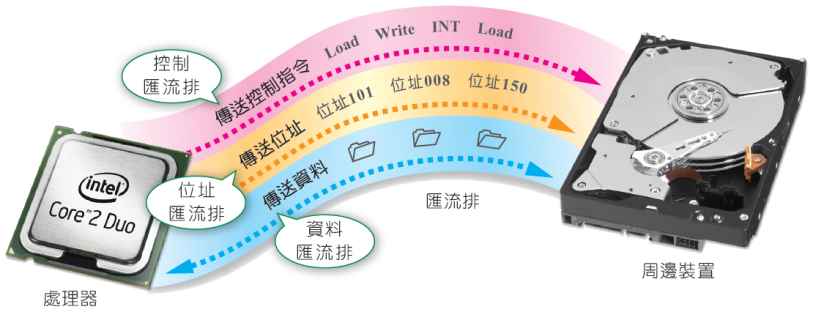 控制
匯流排
傳送控制指令 Load Write INT Load
傳送位址 位址101 位址008 位址150
傳送資料
位址
匯流排
資料
匯流排
匯流排
intel
Core™2 Duo
處理器
周邊裝置